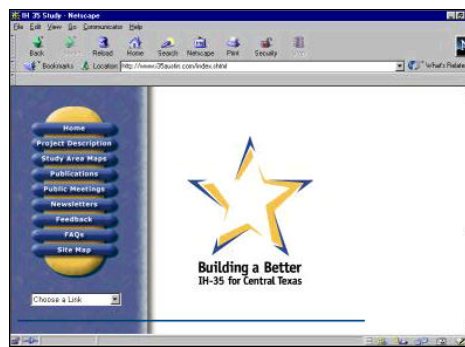 IH 35 Study - Netscape
File Edit View Go Communicator Help
Back Reload Home Search Netscape Print Security
Bookmarks Location: http://www.i35austin.com/index.shtml What's Relate
Home
Project Description
Study Area Maps
Publications
Public Meetings
Newsletters
Feedback
FAQs
Site Map
Choose a Link
Building a Better
IH-35 for Central Texas